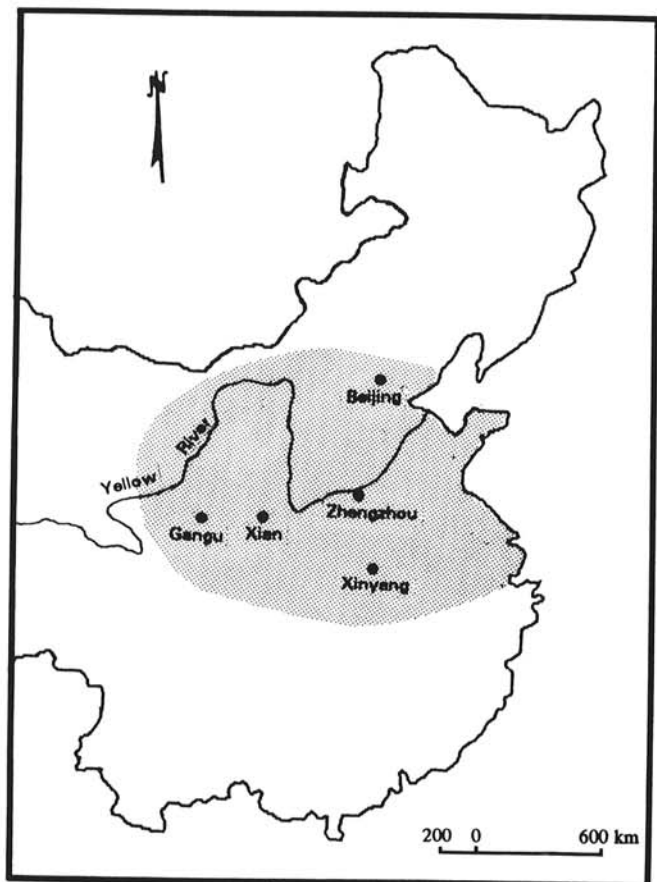 N
Beijing
River
Yellow
Zhengzhou
Gangu
Xian
Xinyang
200 0 600 km